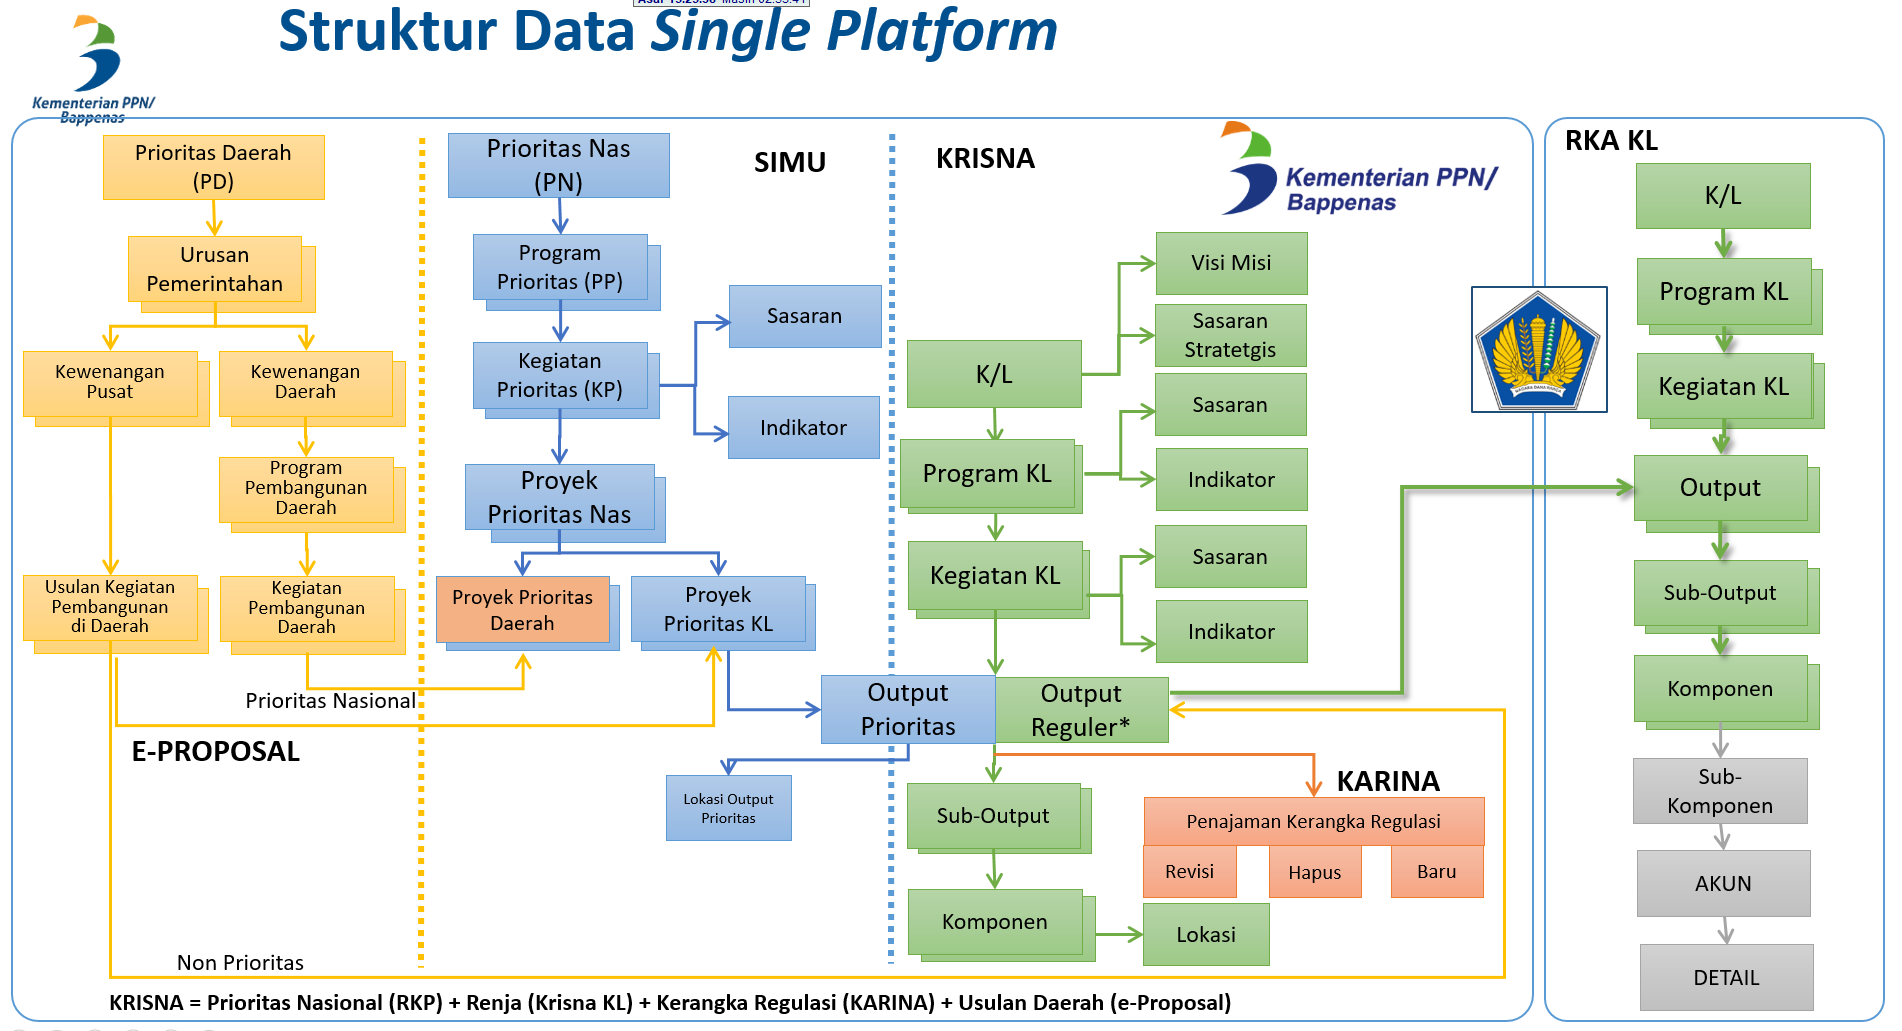 Struktur Data Single Platform
Kementerian PPN/
Bappenas
Prioritas Daerah
(PD)
Urusan
Pemerintahan
Kewenangan
Pusat
Kewenangan
Daerah
Program
Pembangunan
Daerah
Usulan Kegiatan
Pembangunan
di Daerah
Kegiatan
Pembangunan
Daerah
Prioritas Nasional
E-PROPOSAL
Non Prioritas
Prioritas Nas
(PN)
SIMU
Program
Prioritas (PP)
Sasaran
Kegiatan
Prioritas (KP)
Indikator
Proyek
Prioritas Nas
Proyek Prioritas
Daerah
Proyek
Prioritas KL
Output
Prioritas
Lokasi Output
Prioritas
KRISNA
Kementerian PPN/
Bappenas
Visi Misi
Sasaran
Stratetgis
K/L
Sasaran
Program KL
Indikator
Sasaran
Kegiatan KL
Indikator
Output
Reguler*
Sub-Output
Komponen
Lokasi
KARINA
Penajaman Kerangka Regulasi
Revisi
Hapus
Baru
KRISNA = Prioritas Nasional (RKP) + Renja (Krisna KL) + Kerangka Regulasi (KARINA) + Usulan Daerah (e-Proposal)
RKA KL
K/L
Program KL
Kegiatan KL
Output
Sub-Output
Komponen
Sub-
Komponen
AKUN
DETAIL